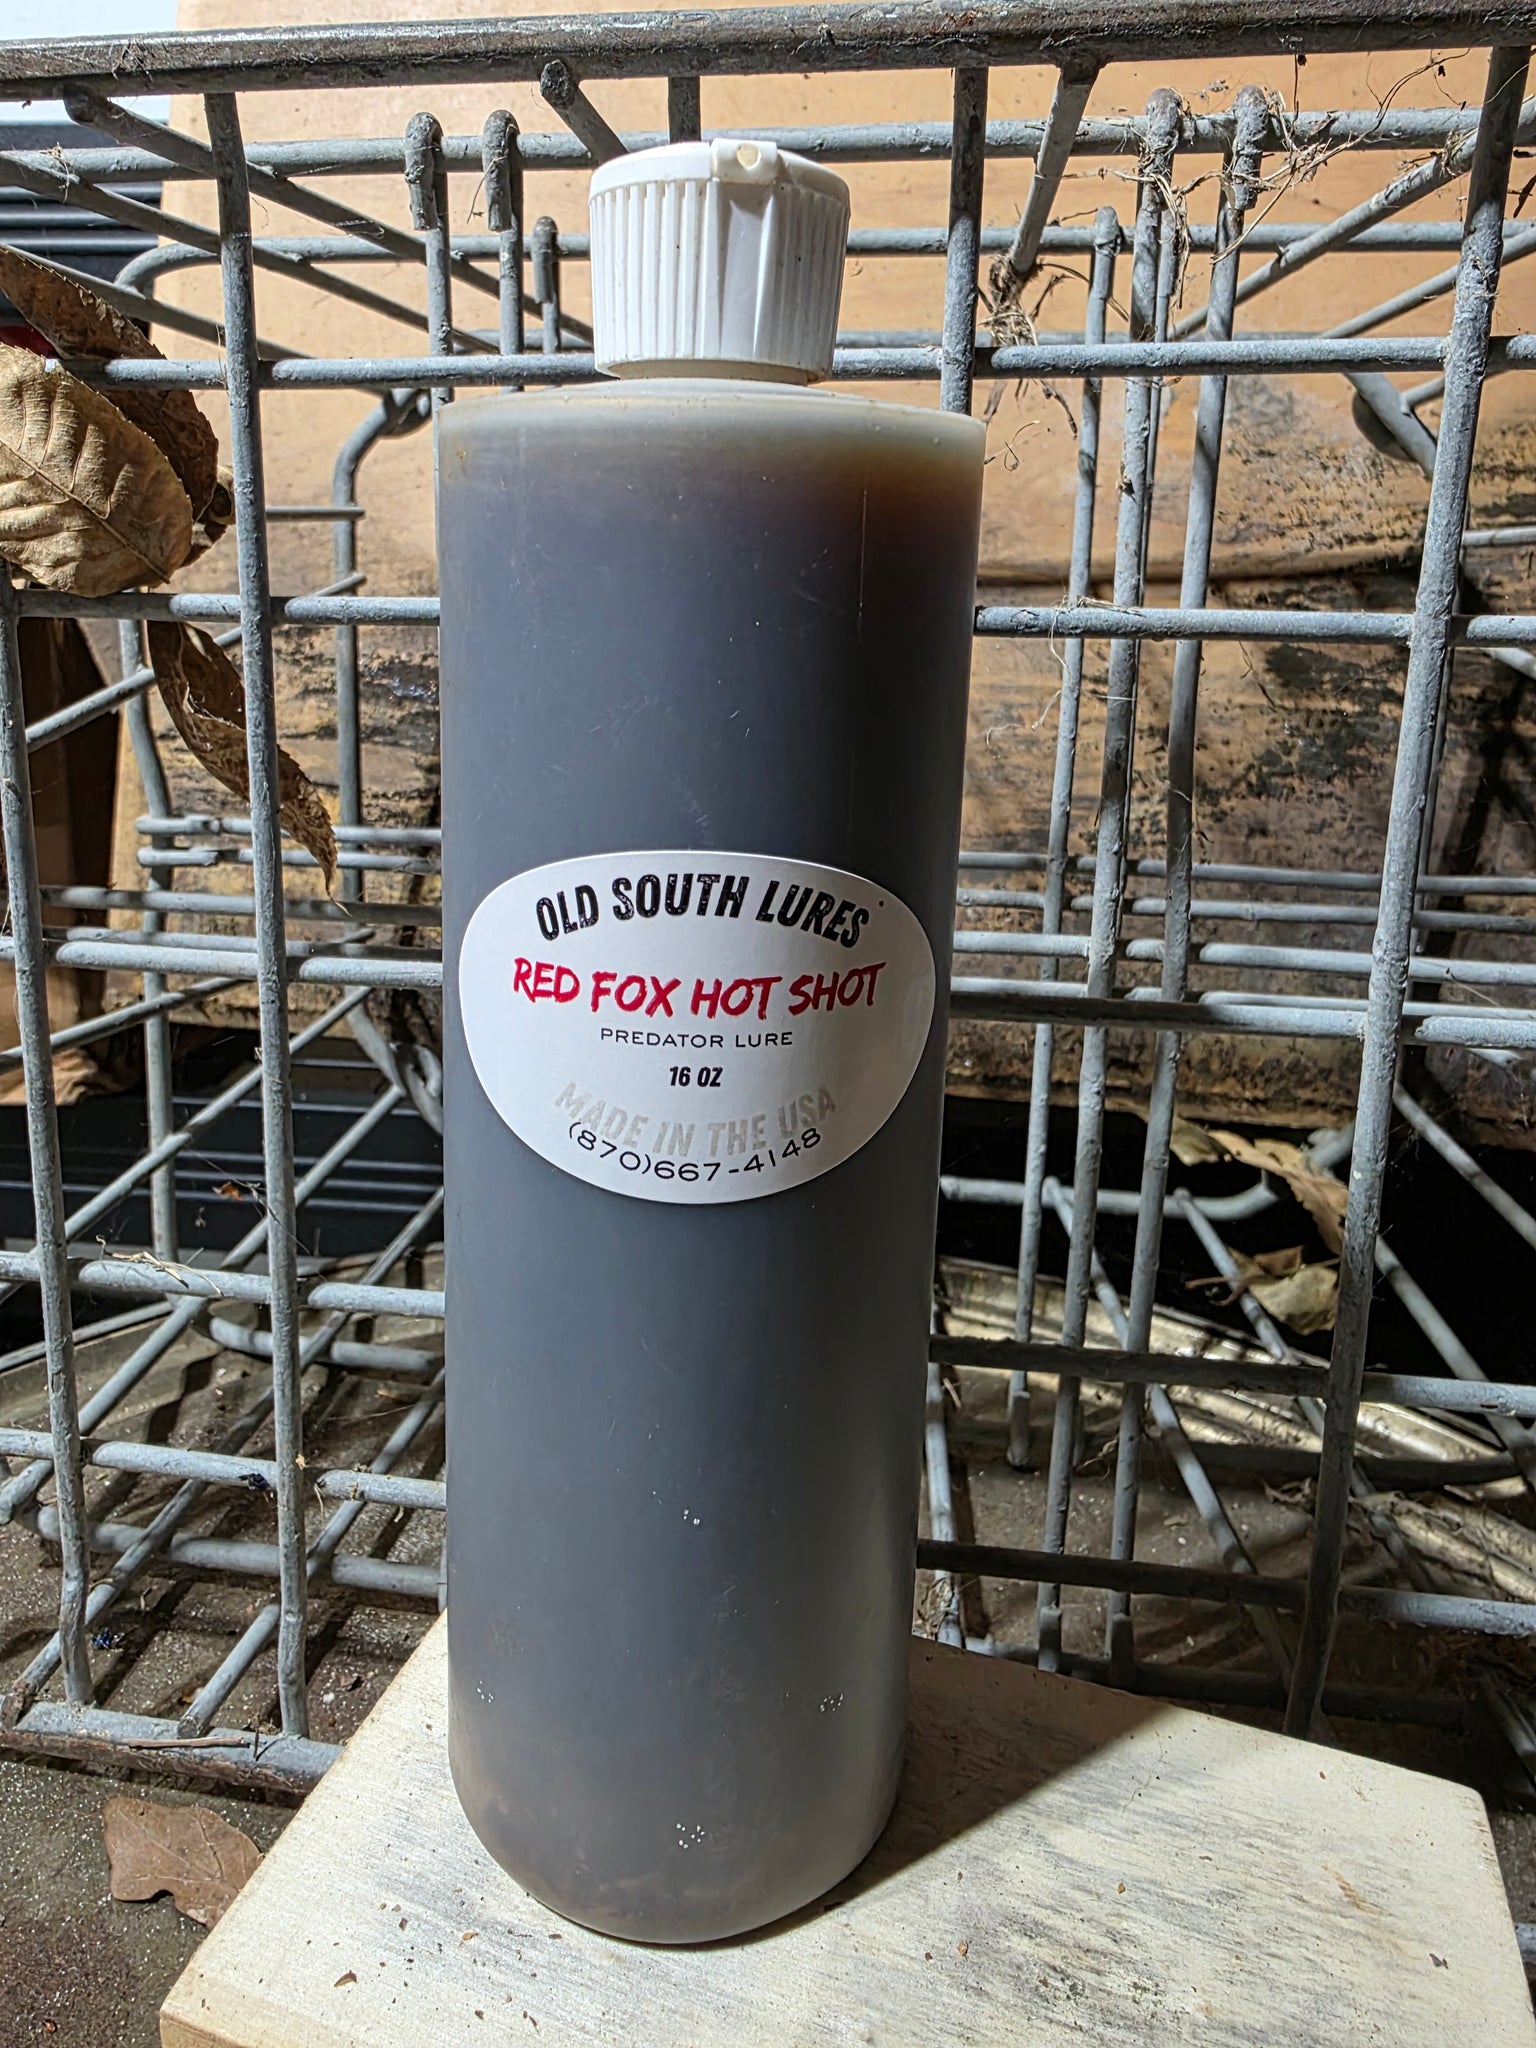 OLD SOUTH LURES
RED FOX HOT SHOT
PREDATOR LURE
16 OZ
MADE IN THE USA
(870)667-4148